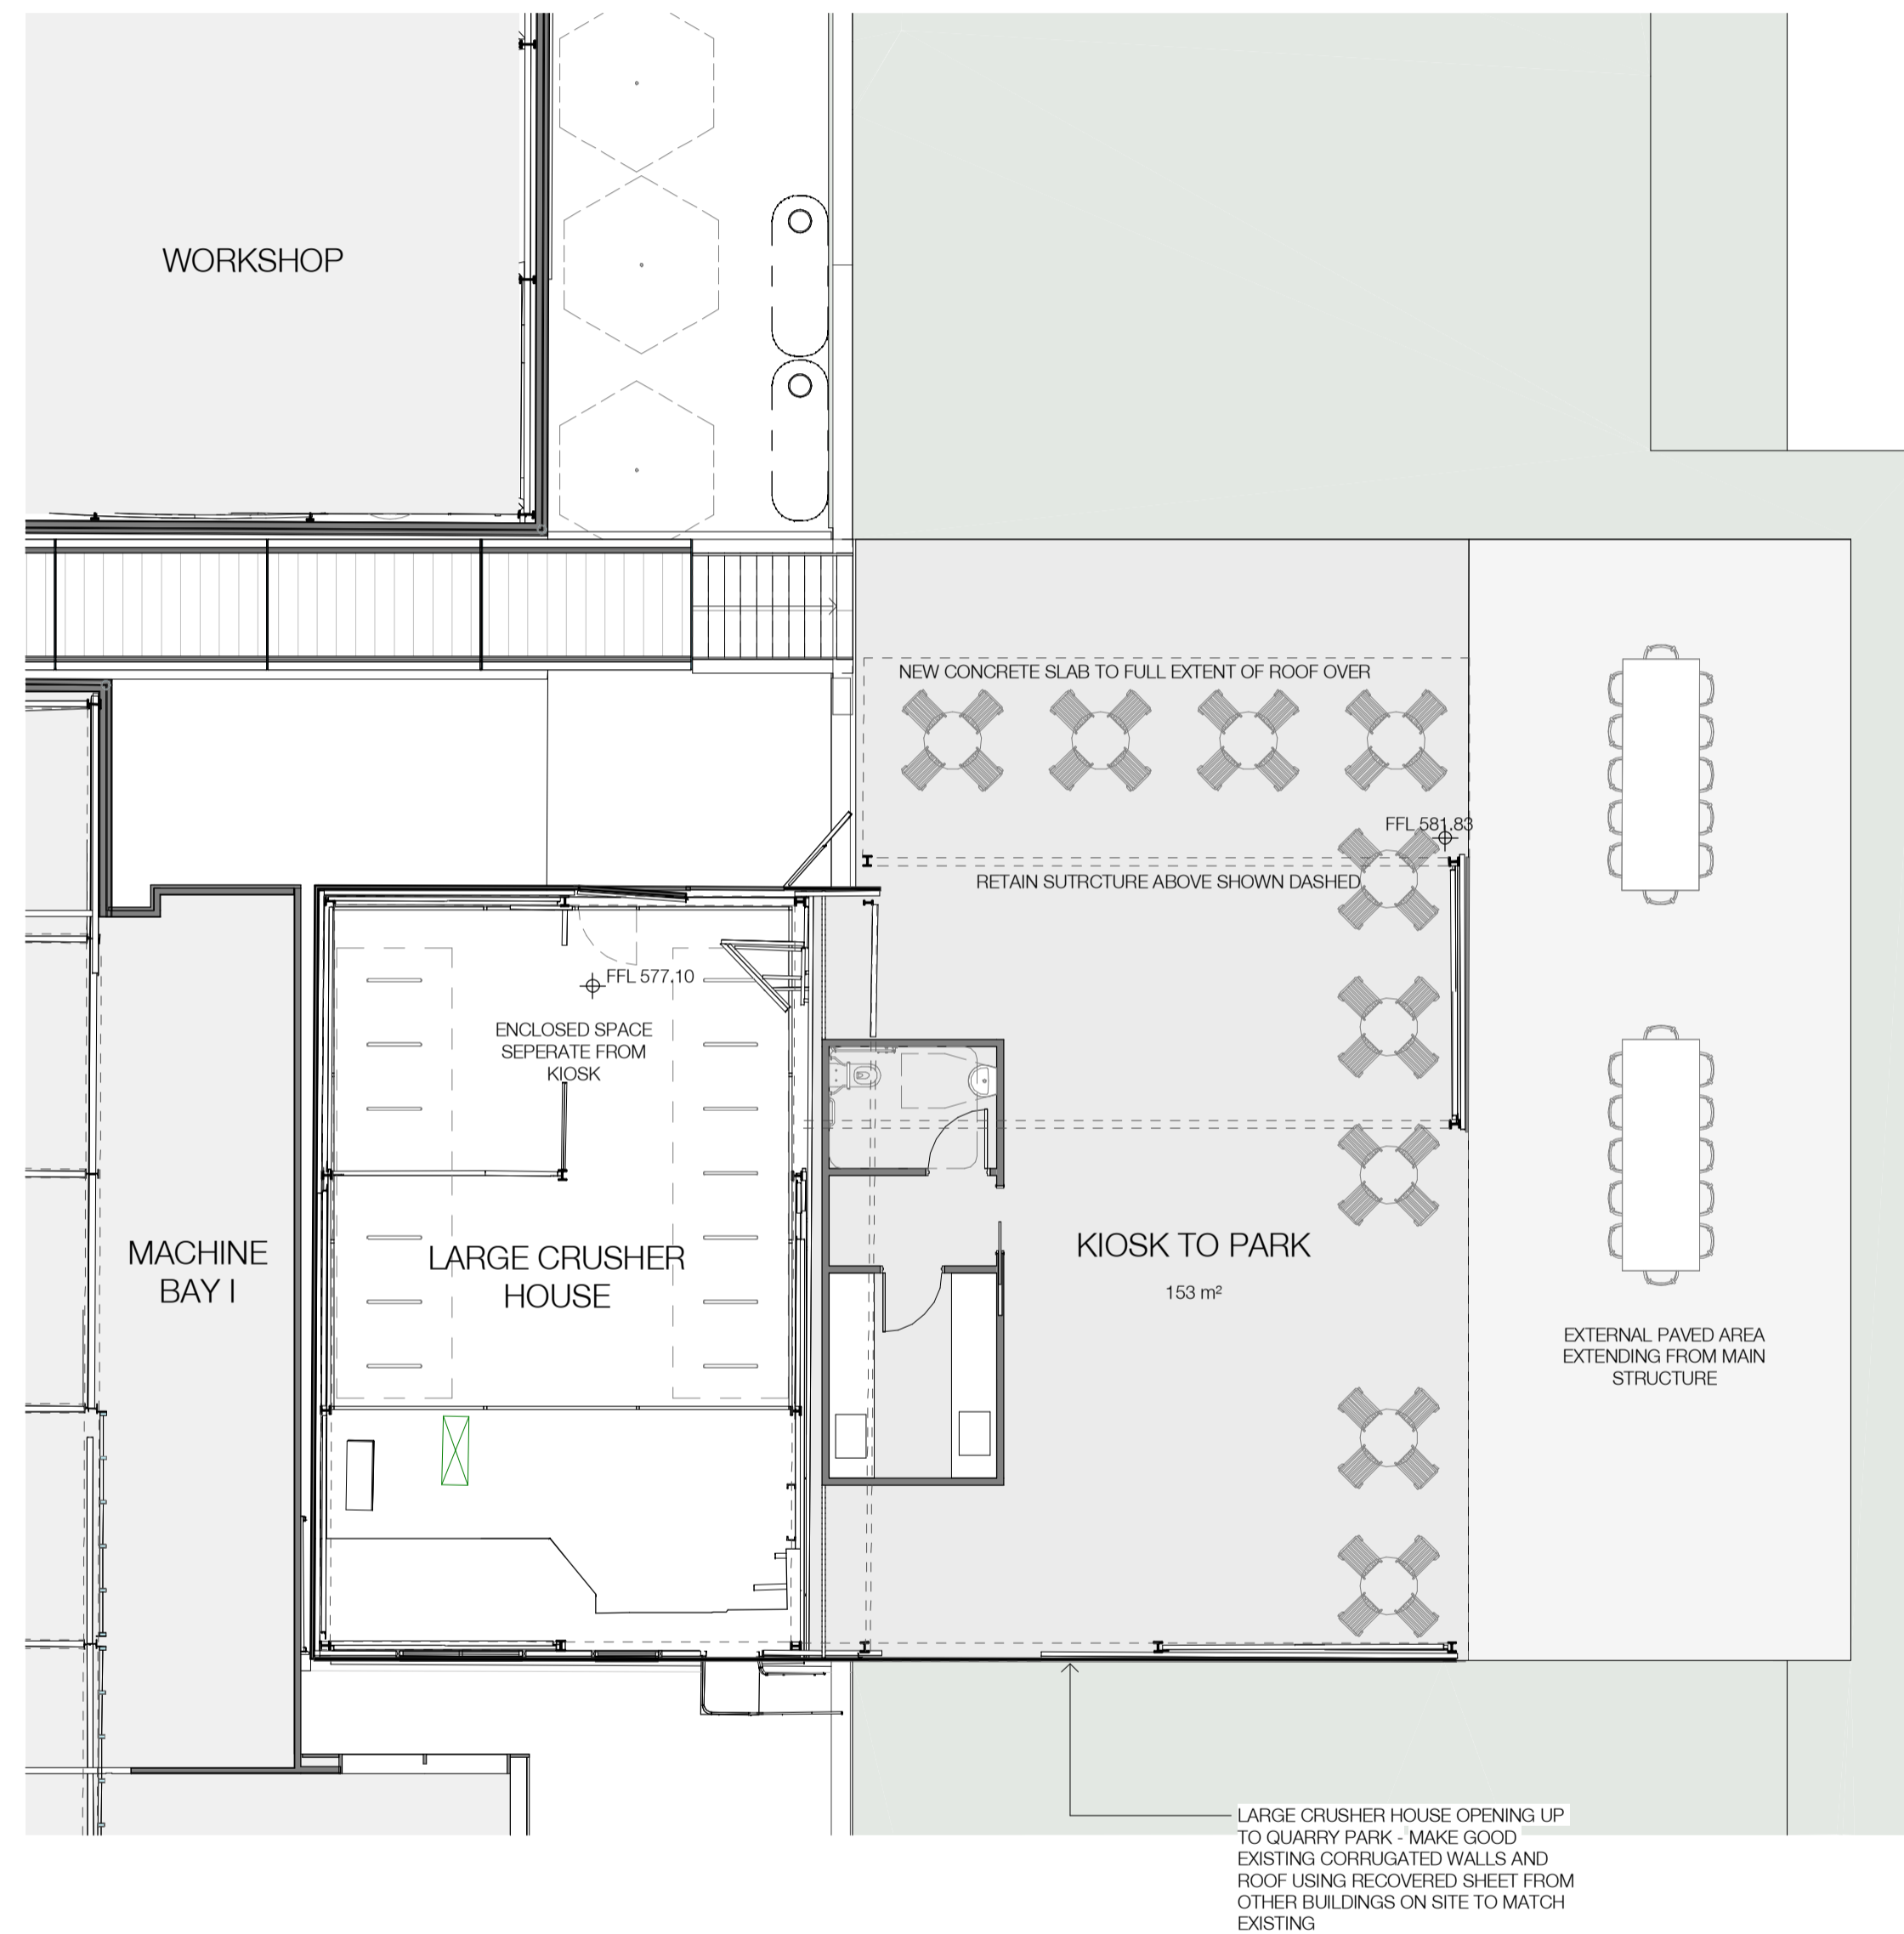 WORKSHOP
NEW CONCRETE SLAB TO FULL EXTENT OF ROOF OVER
FFL 581.83
RETAIN SUTRCTURE ABOVE SHOWN DASHED
FFL 577.10
ENCLOSED SPACE
SEPERATE FROM
KIOSK
MACHINE
BAY I
LARGE CRUSHER
HOUSE
KIOSK TO PARK
153 m²
EXTERNAL PAVED AREA
EXTENDING FROM MAIN
STRUCTURE
LARGE CRUSHER HOUSE OPENING UP
TO QUARRY PARK - MAKE GOOD
EXISTING CORRUGATED WALLS AND
ROOF USING RECOVERED SHEET FROM
OTHER BUILDINGS ON SITE TO MATCH
EXISTING